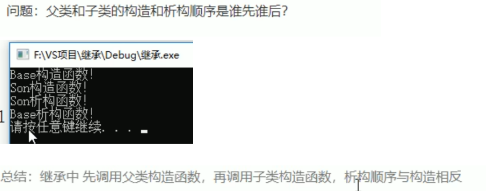 问题：父类和子类的构造和析构顺序是谁先谁后？
F:\VS项目\继承\Debug\继承.exe
Base构造函数！
Son构造函数！
Son析构函数！
Base析构函数！
请按任意键继续. . .
总结：继承中 先调用父类构造函数，再调用子类构造函数，析构顺序与构造相反